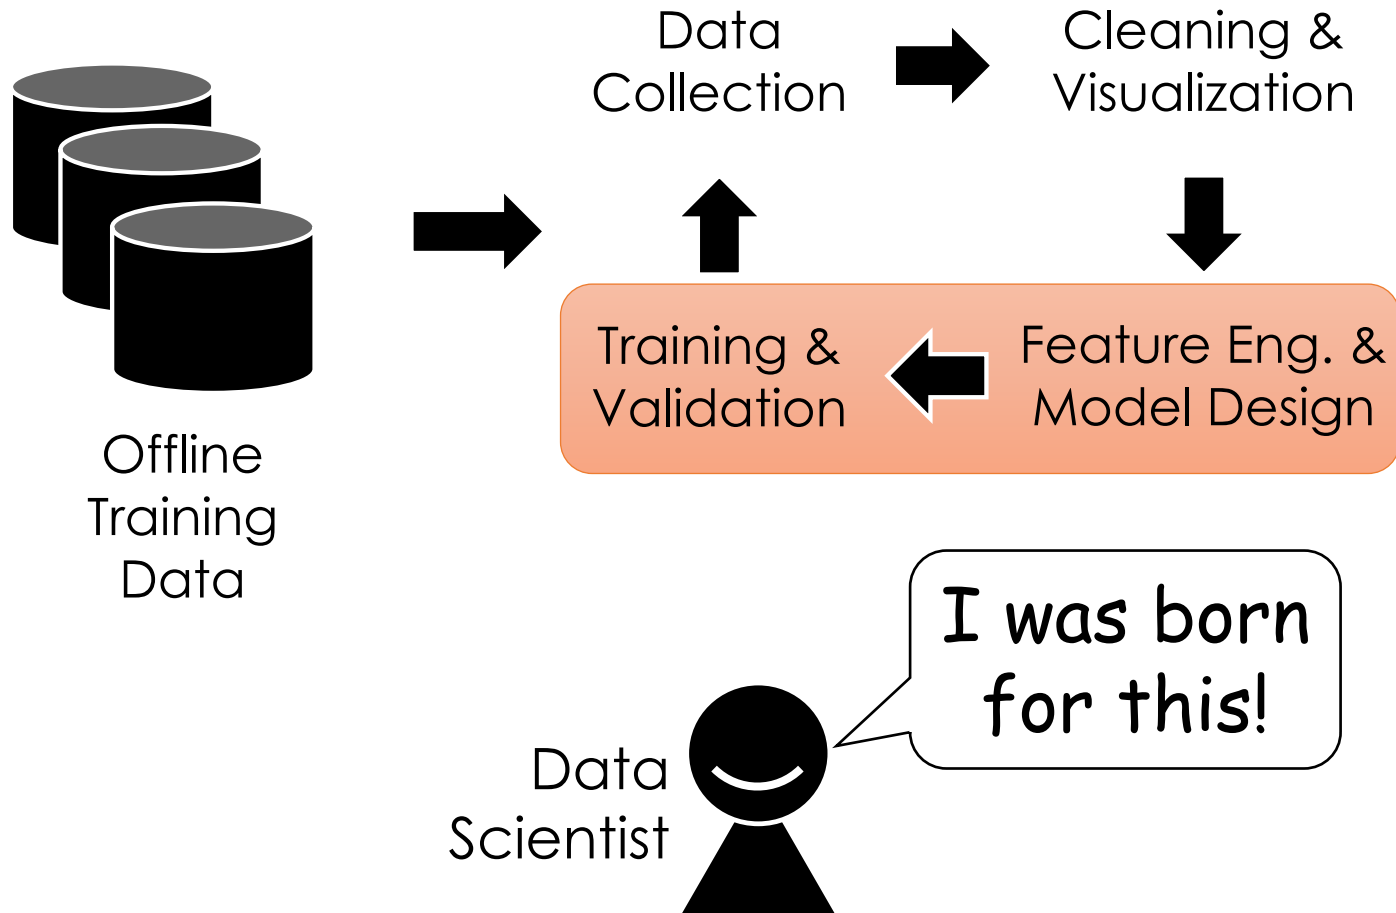 Data
Collection
Cleaning &
Visualization
Training &
Validation
Feature Eng. &
Model Design
Offline
Training
Data
I was born
for this!
Data
Scientist